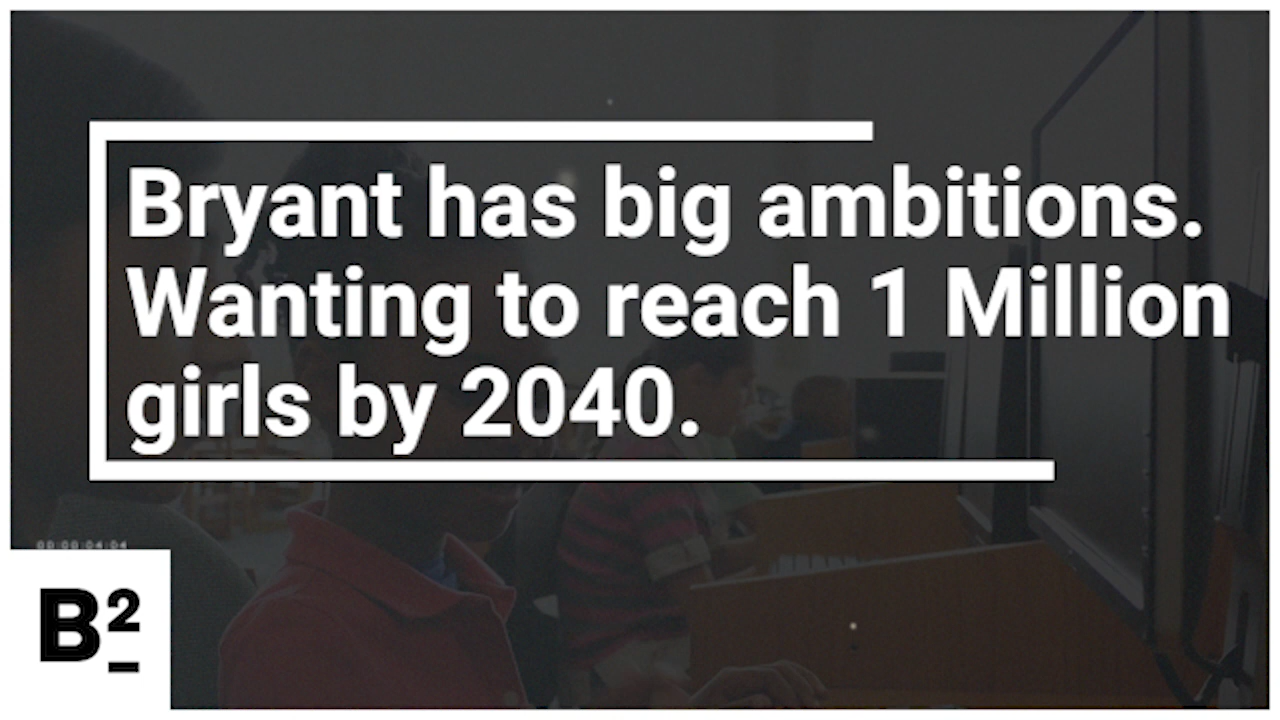 Bryant has big ambitions.
Wanting to reach 1 Million
girls by 2040.
00:00:04:04
B2